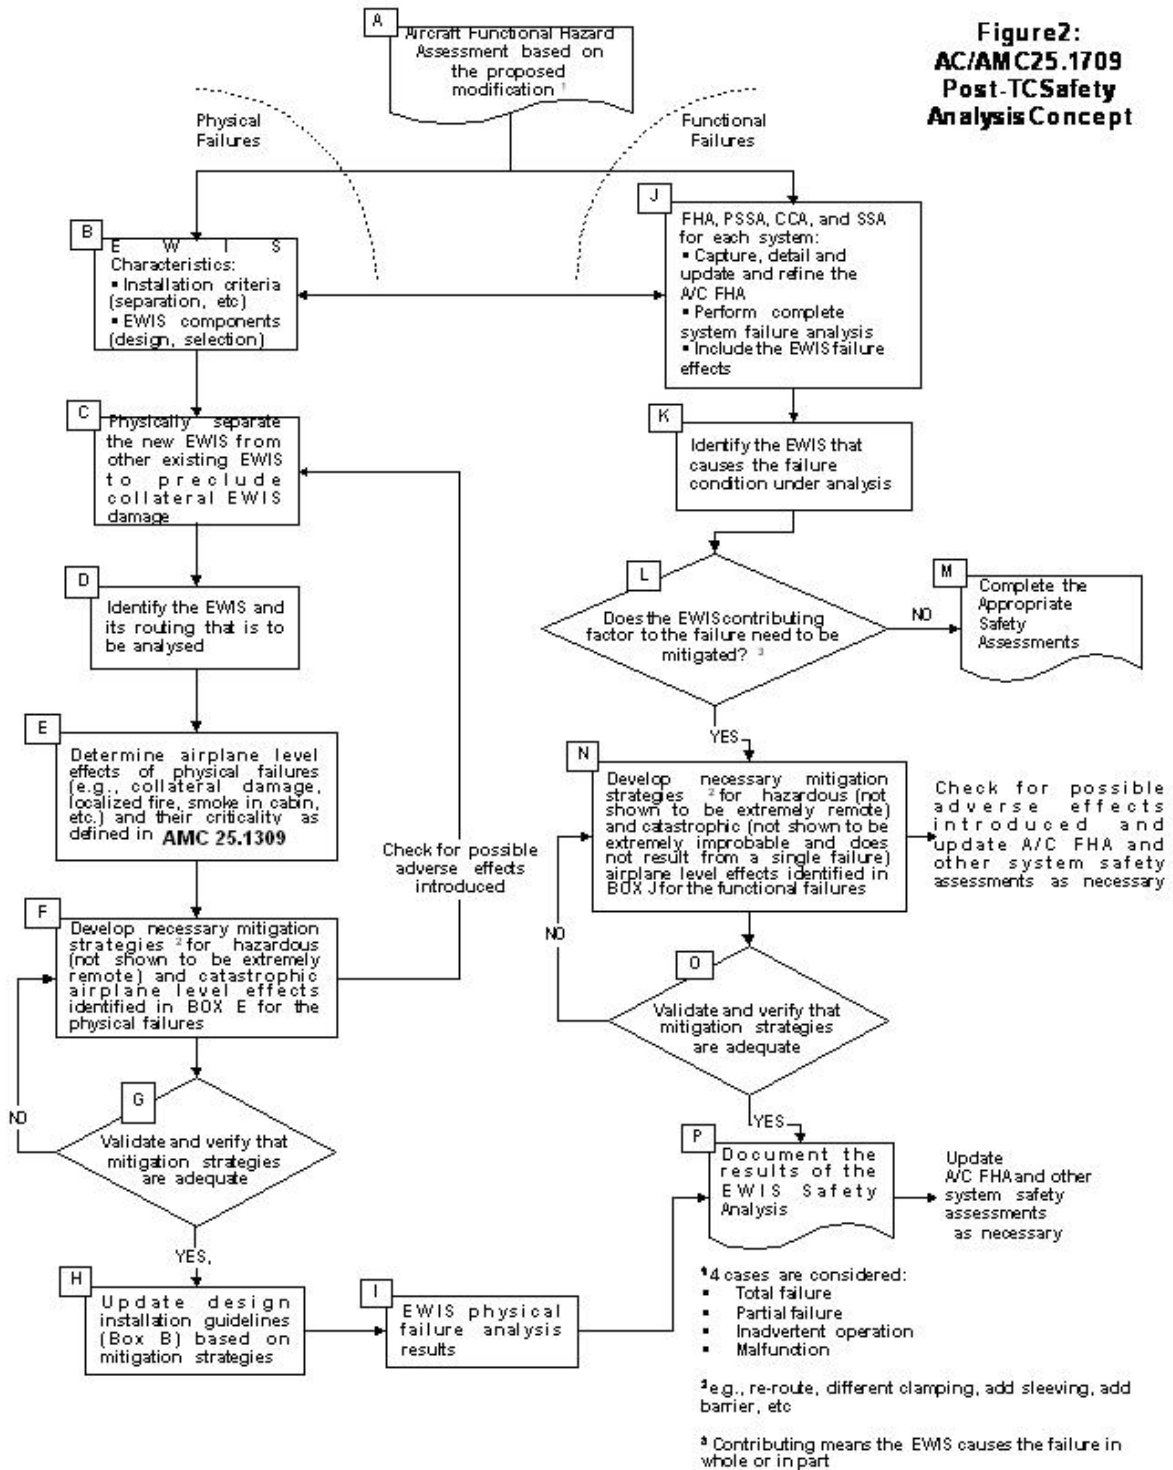 Figure2:
AC/AMC25.1709
Post-TCSafety
AnalysisConcept
A
Aircraft Functional Hazard
Assessment based on
the proposed
modification 1
Physical
Failures
Functional
Failures
B
E W I S
Characteristics:
▪ Installation criteria
(separation, etc)
▪ EWIS components
(design, selection)
J
FHA, PSSA, CCA, and SSA
for each system:
▪ Capture, detail and
update and refine the
A/C FHA
▪ Perform complete
system failure analysis
▪ Include the EWIS failure
effects
C
Physically separate
the new EWIS from
other existing EWIS
to preclude
collateral EWIS
damage
K
Identify the EWIS that
causes the failure
condition under analysis
D
Identify the EWIS and
its routing that is to
be analysed
L
Does the EWIS contributing
factor to the failure need to be
mitigated? 3
NO
M
Complete the
Appropriate
Safety
Assessments
YES
E
Determine airplane level
effects of physical failures
(e.g., collateral damage,
localized fire, smoke in cabin,
etc.) and their criticality as
defined in AMC 25.1309
Check for possible
adverse effects
introduced
N
Develop necessary mitigation
strategies 2 for hazardous (not
shown to be extremely remote)
and catastrophic (not shown to be
extremely improbable and does
not result from a single failure)
airplane level effects identified in
BOX J for the functional failures
Check for possible
adverse effects
introduced and
update A/C FHA and
other system safety
assessments as necessary
F
Develop necessary mitigation
strategies 2 for hazardous
(not shown to be extremely
remote) and catastrophic
airplane level effects
identified in BOX E for the
physical failures
NO
O
Validate and verify that
mitigation strategies
are adequate
NO
G
Validate and verify that
mitigation strategies
are adequate
YES
P
Document the
results of the
EWIS Safety
Analysis
Update
A/C FHA and other
system safety
assessments
as necessary
YES,
H
Update design
installation guidelines
(Box B) based on
mitigation strategies
I
EWIS physical
failure analysis
results
1 4 cases are considered:
▪ Total failure
▪ Partial failure
▪ Inadvertent operation
▪ Malfunction
2 e.g., re-route, different clamping, add sleeving, add
barrier, etc
3 Contributing means the EWIS causes the failure in
whole or in part